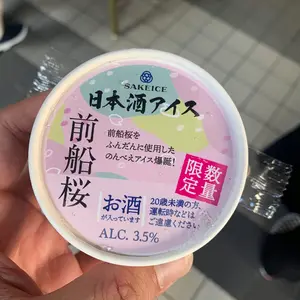 SAKEICE
日本酒アイス
前船桜を
ふんだんに使用した
のんべえアイス爆誕!
前船桜
数量
限定
お酒
が入っています
20歳未満の方、
運転時などは
ご遠慮ください
ALC. 3.5%